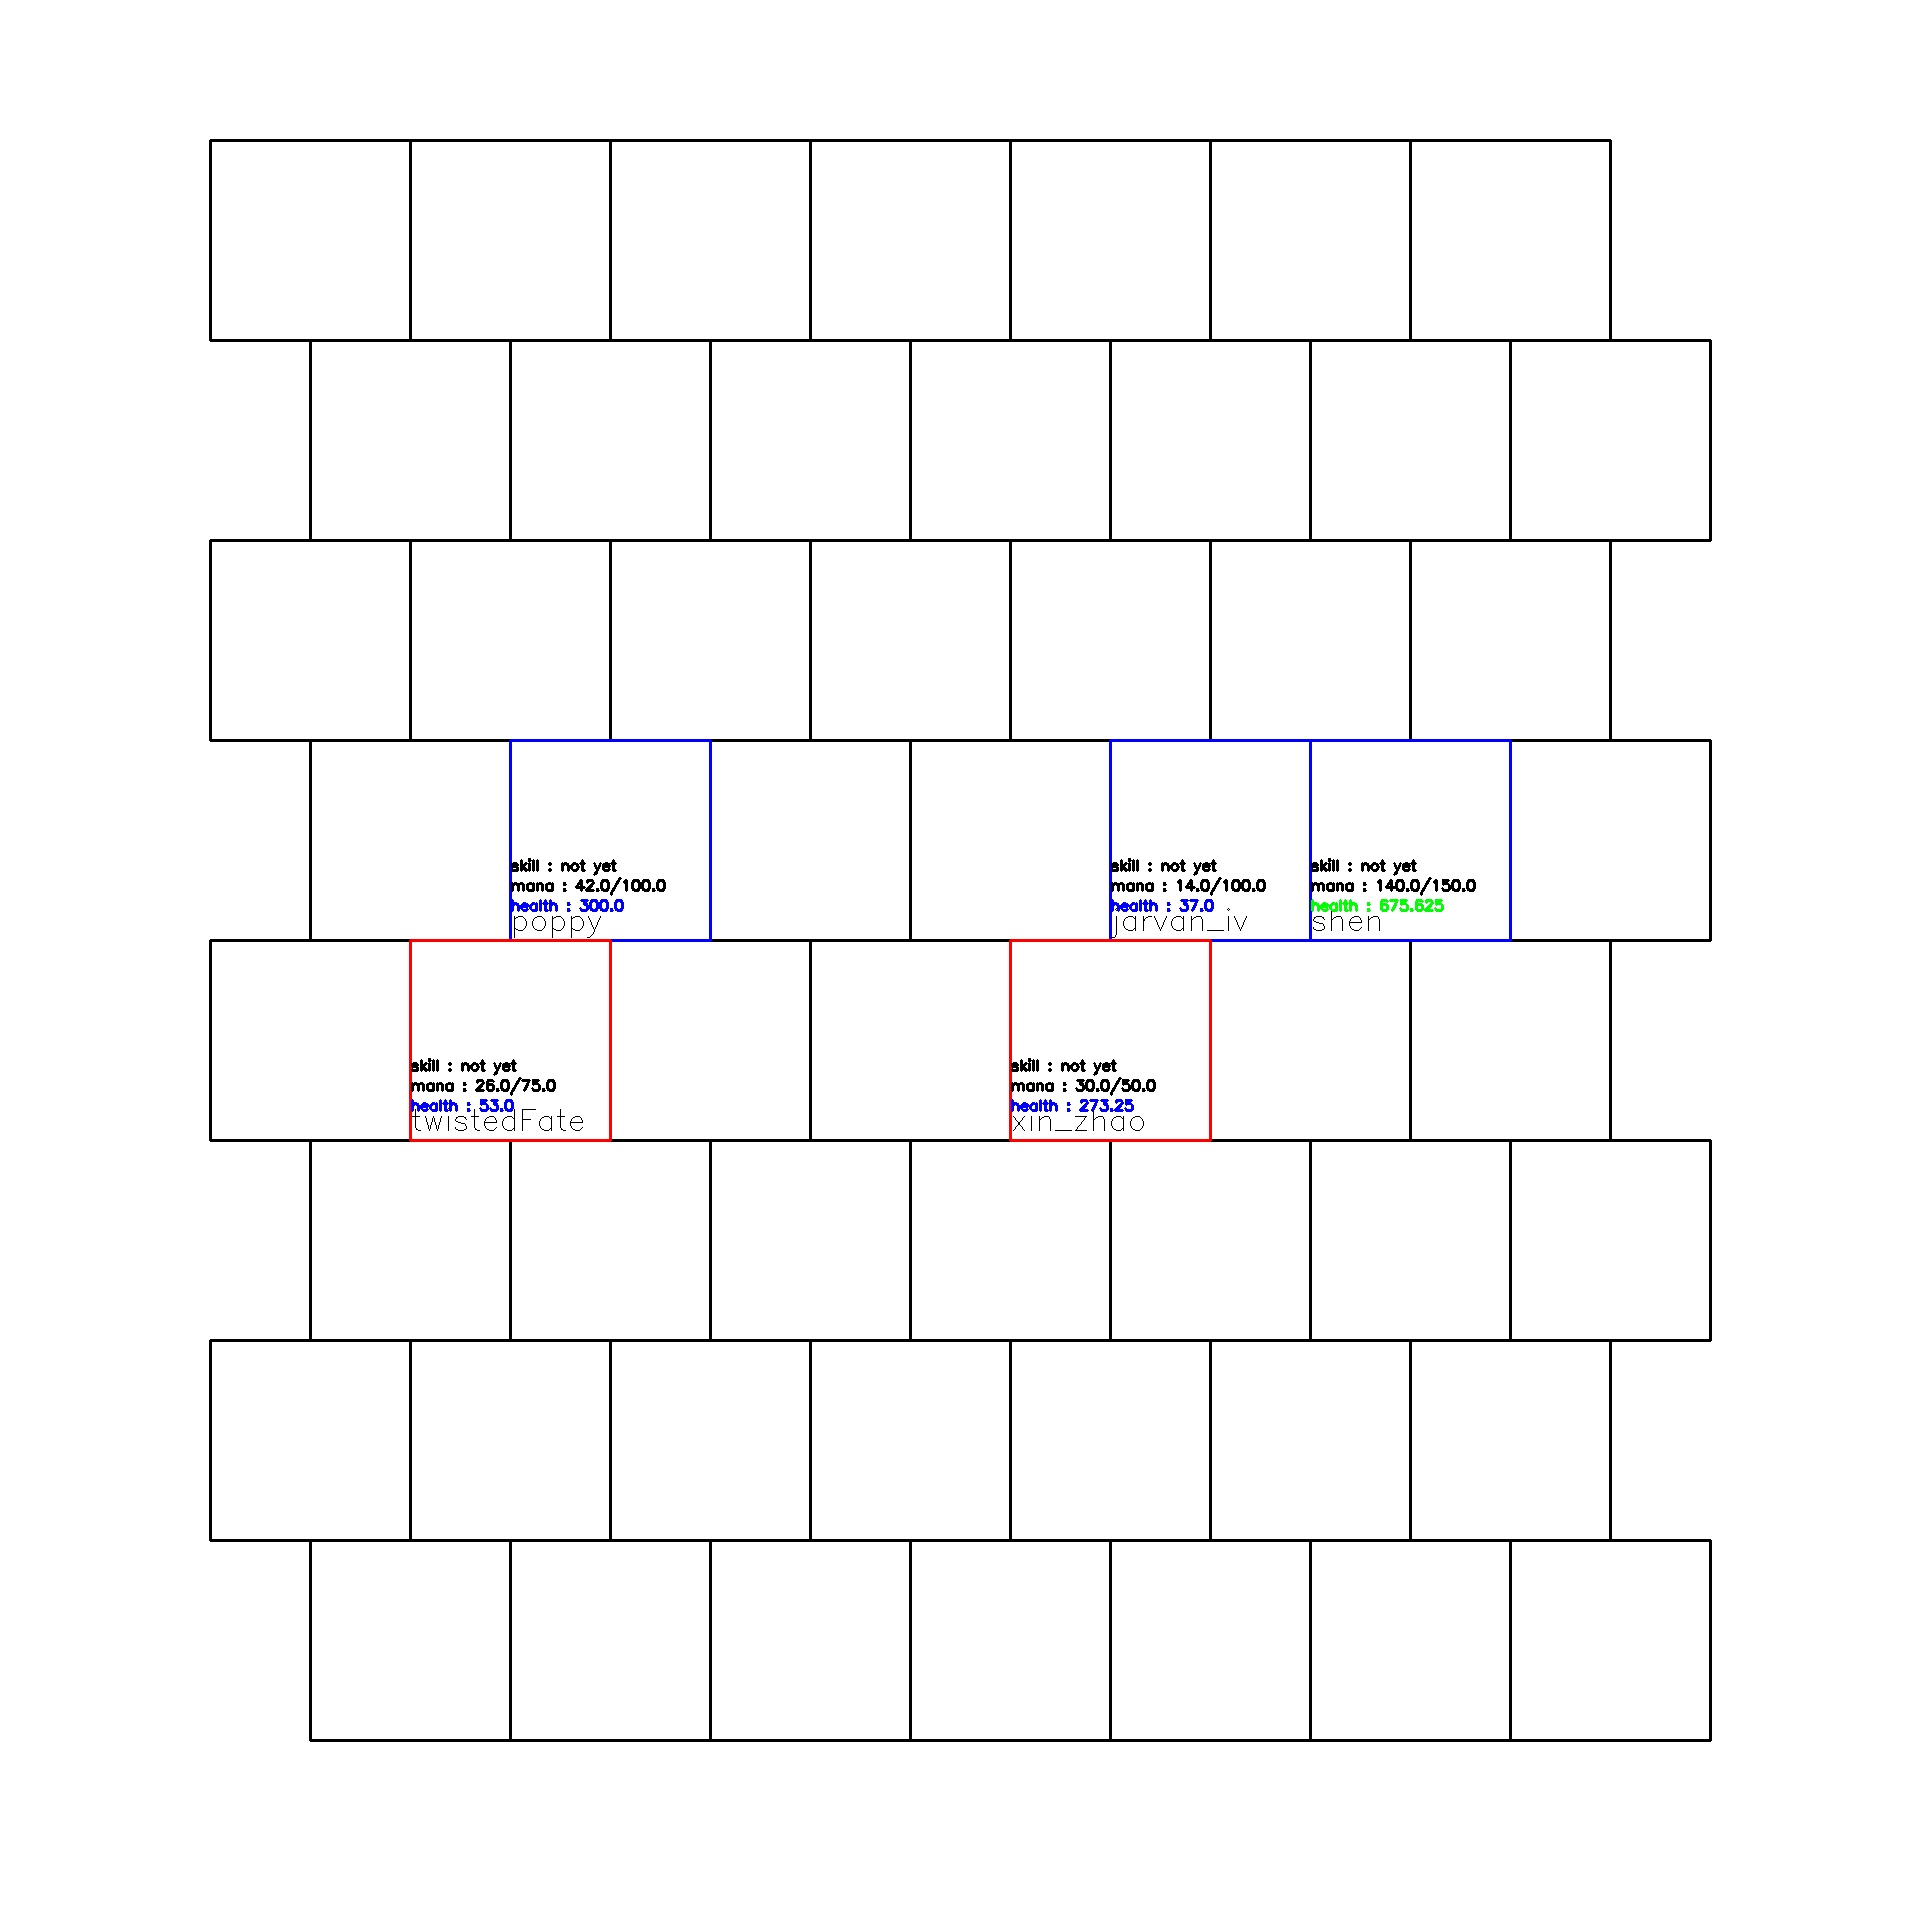 skill : not yet
mana : 42.0/100.0
health : 300.0
poppy
skill : not yet
mana : 14.0/100.0
health : 37.0
jarvan_iv
skill : not yet
mana : 140.0/150.0
health : 675.625
shen
skill : not yet
mana : 26.0/75.0
health : 53.0
twistedFate
skill : not yet
mana : 30.0/50.0
health : 273.25
xin_zhao